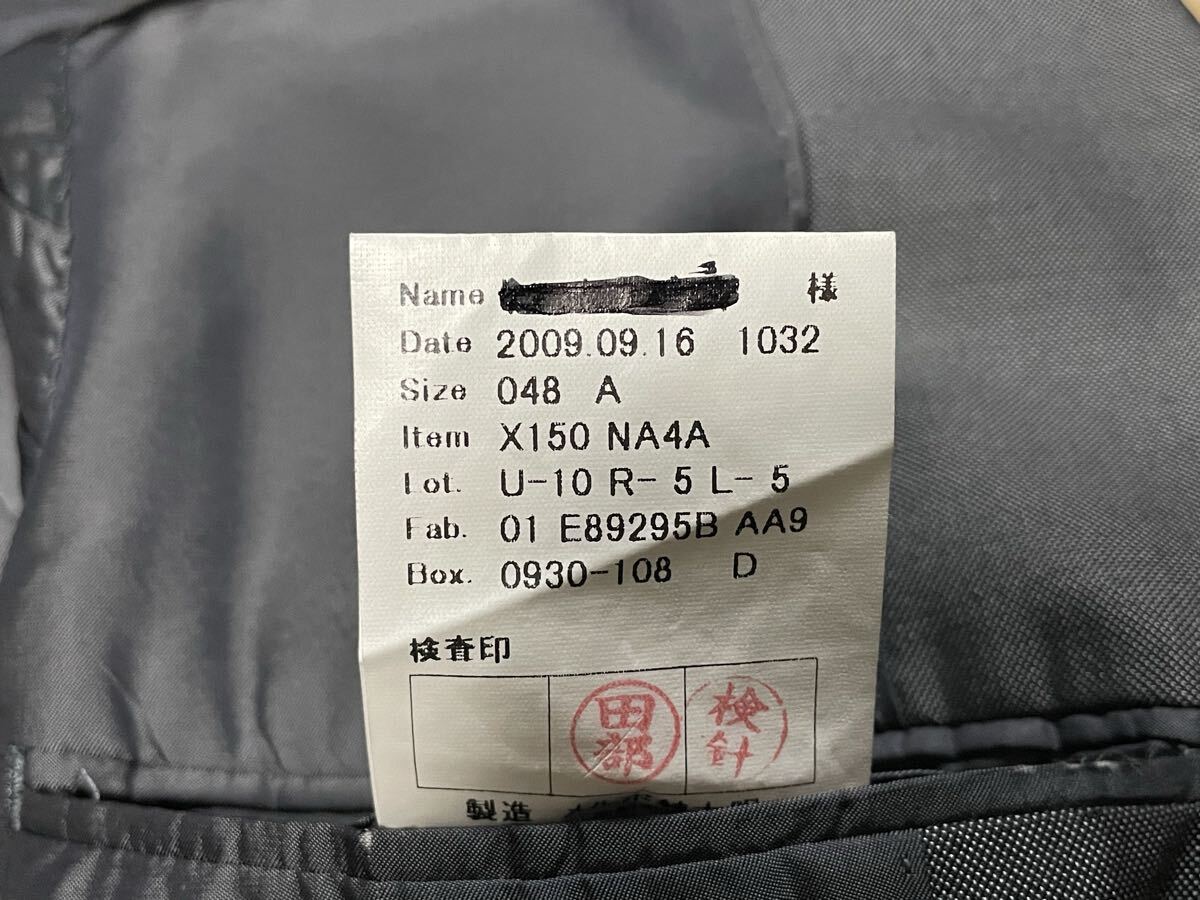 Name 様
Date 2009.09.16 1032
Size 048 A
Item X150 NA4A
Lot. U-10 R- 5 L- 5
Fab. 01 E89295B AA9
Box. 0930-108 D
検査印
田部
検針
製造